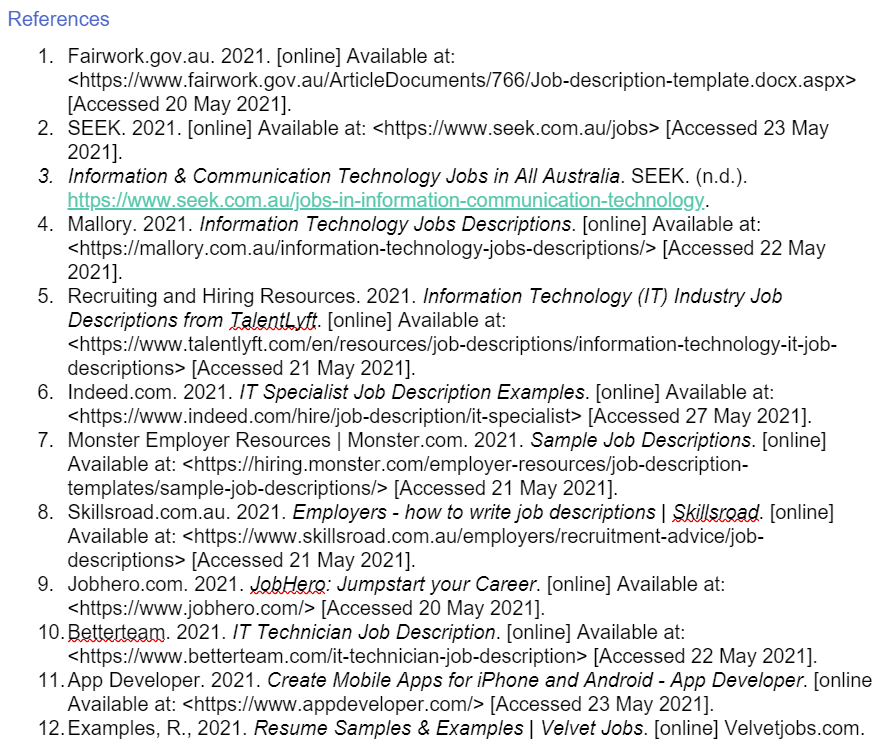 References
1. Fairwork.gov.au. 2021. [online] Available at:
<https://www.fairwork.gov.au/ArticleDocuments/766/Job-description-template.docx.aspx>
[Accessed 20 May 2021].
2. SEEK. 2021. [online] Available at: <https://www.seek.com.au/jobs> [Accessed 23 May
2021].
3. Information & Communication Technology Jobs in All Australia. SEEK. (n.d.).
https://www.seek.com.au/jobs-in-information-communication-technology.
4. Mallory. 2021. Information Technology Jobs Descriptions. [online] Available at:
<https://mallory.com.au/information-technology-jobs-descriptions/> [Accessed 22 May
2021].
5. Recruiting and Hiring Resources. 2021. Information Technology (IT) Industry Job
Descriptions from TalentLyft. [online] Available at:
<https://www.talentlyft.com/en/resources/job-descriptions/information-technology-it-job-
descriptions> [Accessed 21 May 2021].
6. Indeed.com. 2021. IT Specialist Job Description Examples. [online] Available at:
<https://www.indeed.com/hire/job-description/it-specialist> [Accessed 27 May 2021].
7. Monster Employer Resources | Monster.com. 2021. Sample Job Descriptions. [online]
Available at: <https://hiring.monster.com/employer-resources/job-description-
templates/sample-job-descriptions/> [Accessed 21 May 2021].
8. Skillsroad.com.au. 2021. Employers - how to write job descriptions | Skillsroad. [online]
Available at: <https://www.skillsroad.com.au/employers/recruitment-advice/job-
descriptions> [Accessed 21 May 2021].
9. Jobhero.com. 2021. JobHero: Jumpstart your Career. [online] Available at:
<https://www.jobhero.com/> [Accessed 20 May 2021].
10. Betterteam. 2021. IT Technician Job Description. [online] Available at:
<https://www.betterteam.com/it-technician-job-description> [Accessed 22 May 2021].
11. App Developer. 2021. Create Mobile Apps for iPhone and Android - App Developer. [online
Available at: <https://www.appdeveloper.com/> [Accessed 23 May 2021].
12. Examples, R., 2021. Resume Samples & Examples | Velvet Jobs. [online] Velvetjobs.com.